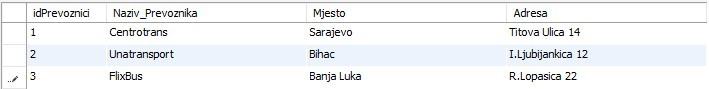 idPrevoznici Naziv_Prevoznika Mjesto Adresa
1 Centrotrans Sarajevo Titova Ulica 14
2 Unatransport Bihac I.Ljubijankica 12
3 FlixBus Banja Luka R.Lopasica 22